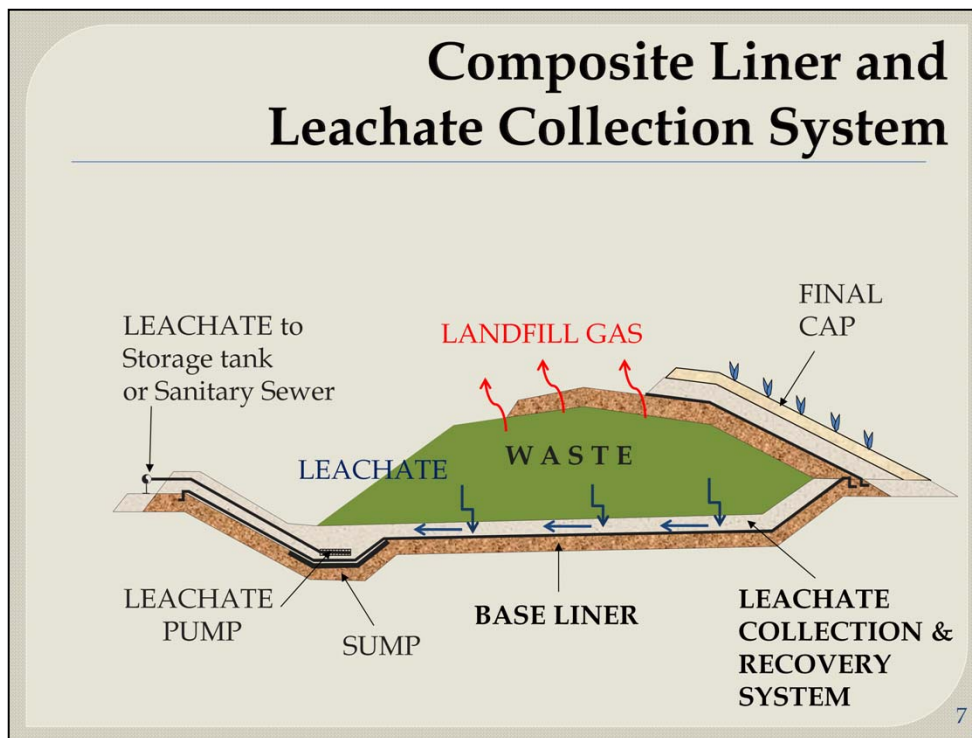 Composite Liner and
Leachate Collection System
FINAL
CAP
LEACHATE to
Storage tank
or Sanitary Sewer
LANDFILL GAS
W A S T E
LEACHATE
LEACHATE
PUMP
SUMP
BASE LINER
LEACHATE
COLLECTION &
RECOVERY
SYSTEM
7